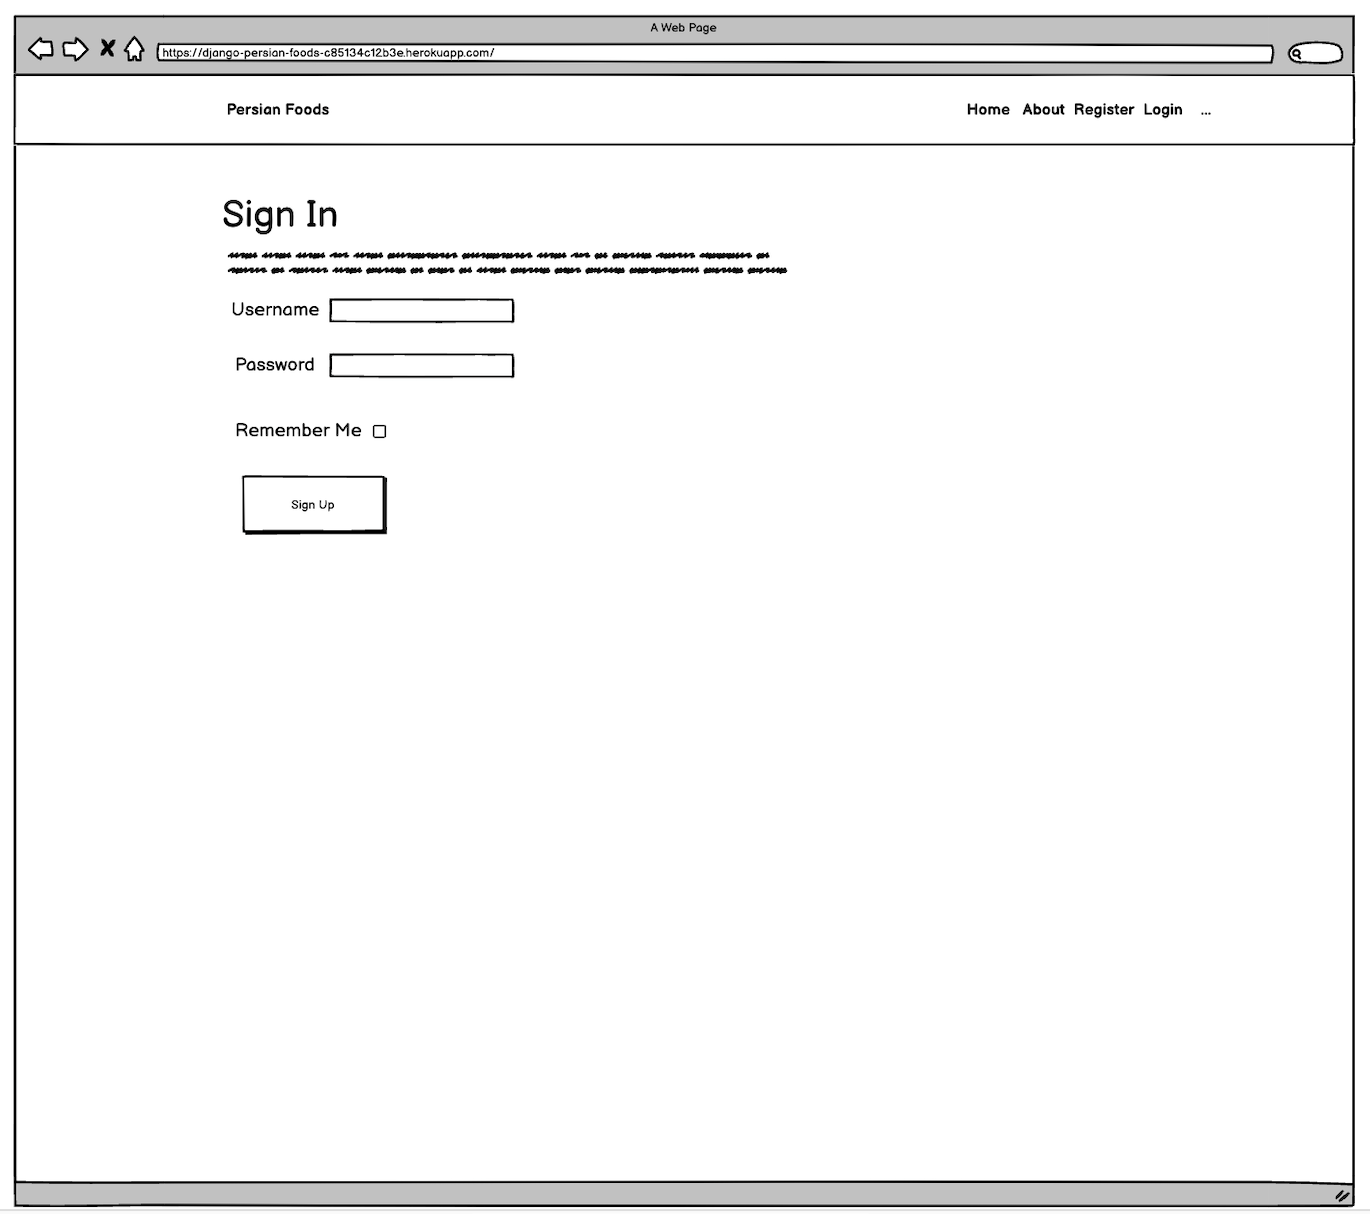 A Web Page
https://django-persian-foods-c85134c12b3e.herokuapp.com/
Persian Foods
Home About Register Login ...
Sign In
Username
Password
Remember Me
Sign Up